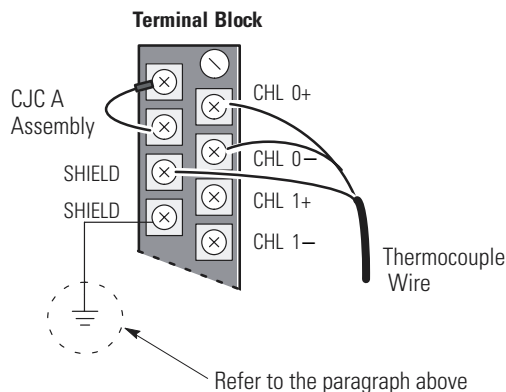 Terminal Block
CJC A
Assembly
CHL 0+
SHIELD
CHL 0–
SHIELD
CHL 1+
CHL 1–
Thermocouple
Wire
Refer to the paragraph above